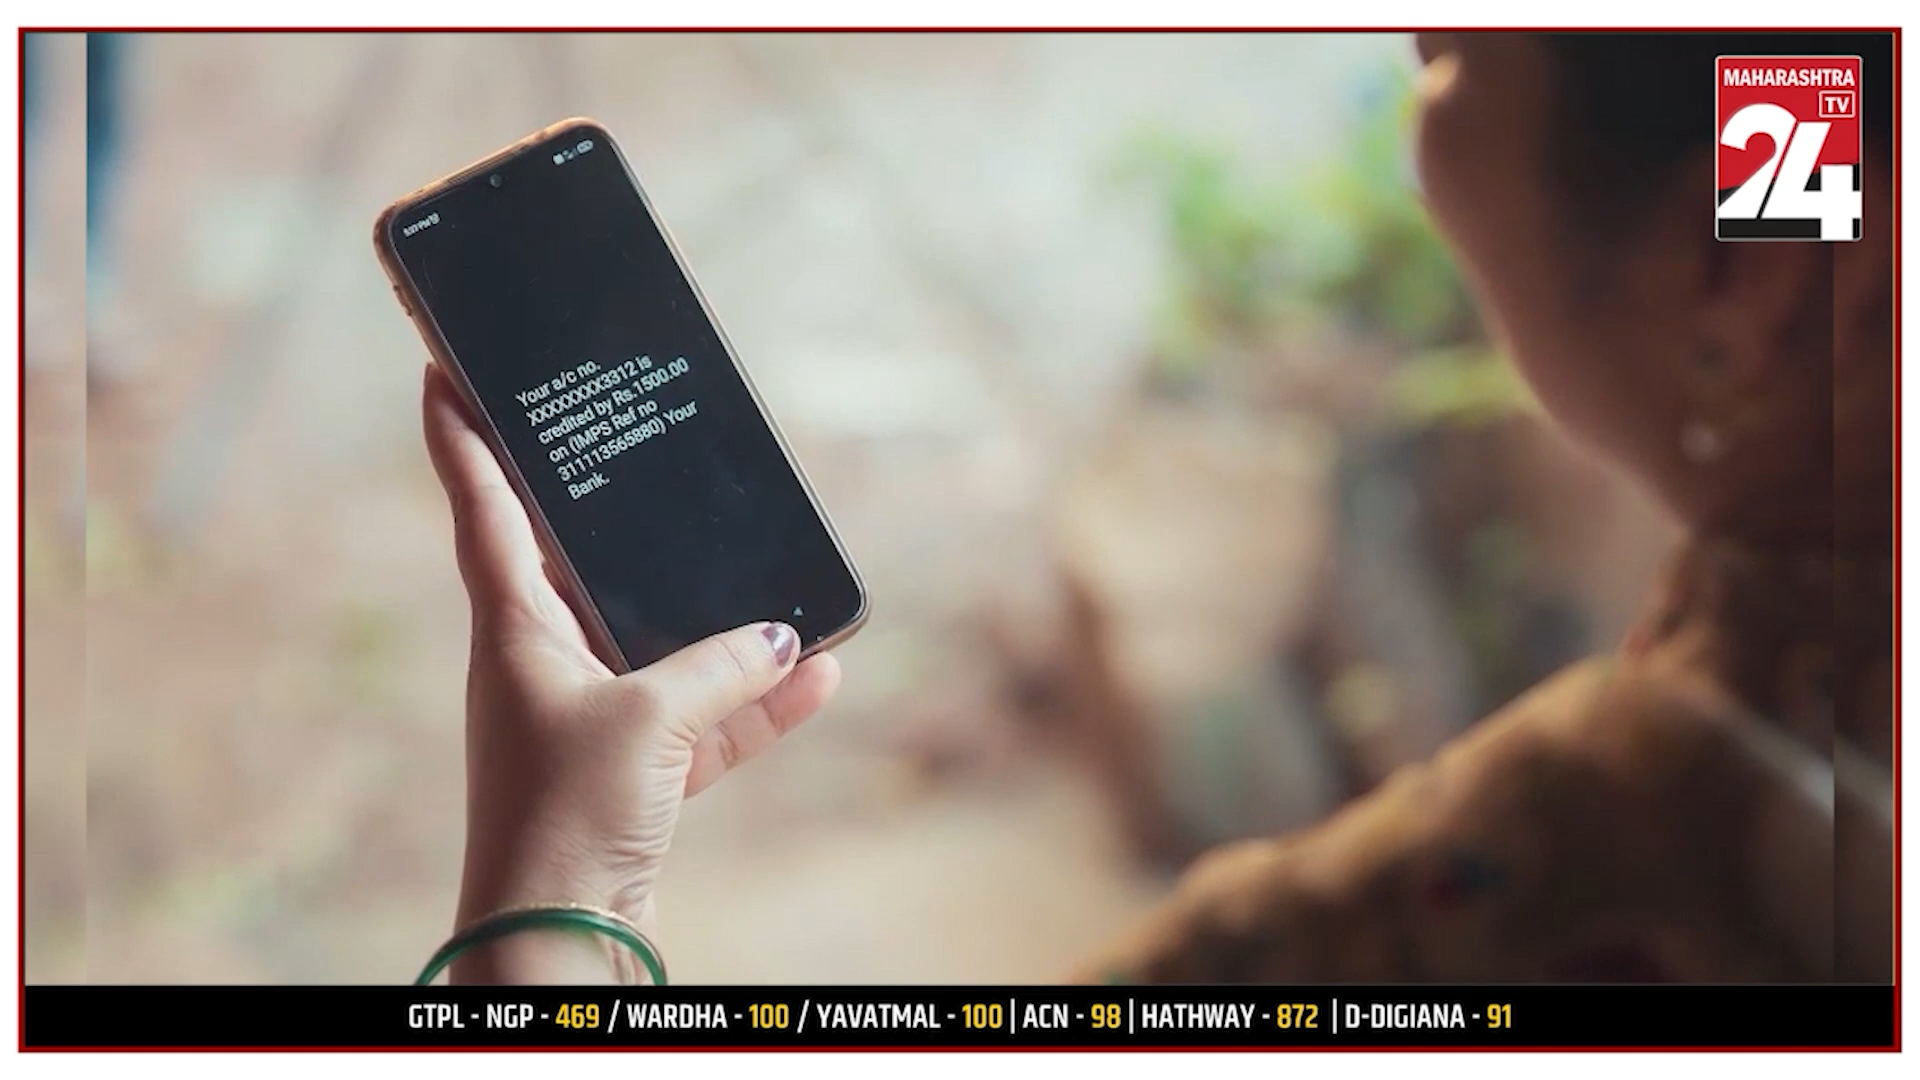 MAHARASHTRA
TV
24
Your a/c no.
XXXXXXXX3312 is
credited by Rs.1500.00
on (IMPS Ref no
311113565880) Your
Bank.
GTPL - NGP - 469 / WARDHA - 100 / YAVATMAL - 100 | ACN - 98 | HATHWAY - 872 | D-DIGIANA - 91